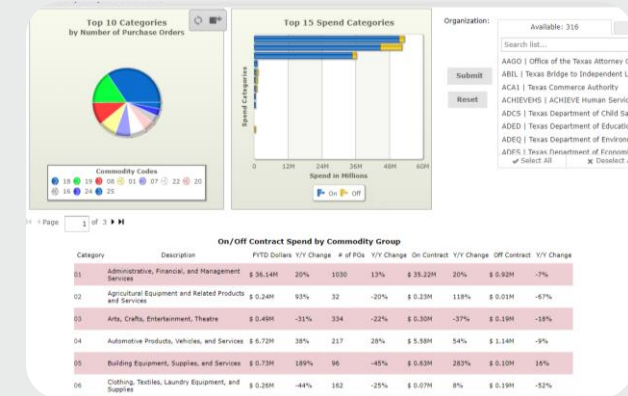 Top 10 Categories
by Number of Purchase Orders
Commodity Codes
18 19 08 01 07 22 20
16 24 25
Top 15 Spend Categories
Spend Categories
0 12M 24M 36M 48M 60M
Spend in Millions
On Off
Organization:
Submit
Reset
Available: 316
Search list...
AAGO | Office of the Texas Attorney G
ABIL | Texas Bridge to Independent L
ACA1 | Texas Commerce Authority
ACHIEVEHS | ACHIEVE Human Servic
ADCS | Texas Department of Child Sa
ADED | Texas Department of Educatio
ADEQ | Texas Department of Environ
ADES | Texas Department of Economi
Select All Deselect A
Page 1 of 3
On/Off Contract Spend by Commodity Group
Category Description FYTD Dollars Y/Y Change # of POs Y/Y Change On Contract Y/Y Change Off Contract Y/Y Change
01 Administrative, Financial, and Management Services $ 36.14M 20% 1030 13% $ 35.22M 20% $ 0.92M -7%
02 Agricultural Equipment and Related Products and Services $ 0.24M 93% 32 -20% $ 0.23M 118% $ 0.01M -67%
03 Arts, Crafts, Entertainment, Theatre $ 0.49M -31% 334 -22% $ 0.30M -37% $ 0.19M -18%
04 Automotive Products, Vehicles, and Services $ 6.72M 38% 217 28% $ 5.58M 54% $ 1.14M -9%
05 Building Equipment, Supplies, and Services $ 0.73M 189% 96 -45% $ 0.63M 283% $ 0.10M 16%
06 Clothing, Textiles, Laundry Equipment, and Supplies $ 0.26M -44% 162 -25% $ 0.07M 8% $ 0.19M -52%